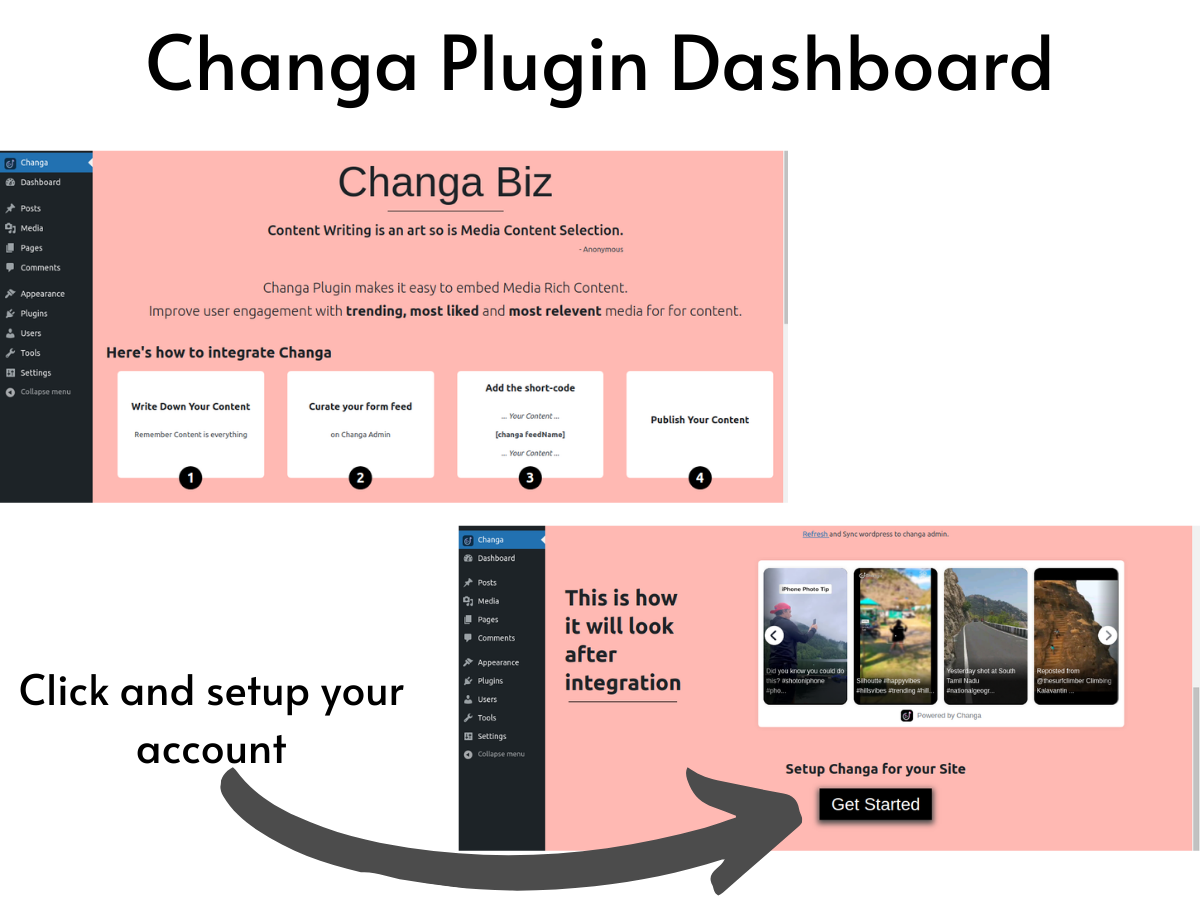 Changa Plugin Dashboard
Changa
Dashboard
Posts
Media
Pages
Comments
Appearance
Plugins
Users
Tools
Settings
Collapse menu
Changa Biz
Content Writing is an art so is Media Content Selection.
- Anonymous
Changa Plugin makes it easy to embed Media Rich Content.
Improve user engagement with trending, most liked and most relevent media for for content.
Here's how to integrate Changa
Write Down Your Content
Remember Content is everything
1
Curate your form feed
on Changa Admin
2
Add the short-code
... Your Content ...
[changa feedName]
... Your Content ...
3
Publish Your Content
4
Changa
Dashboard
Posts
Media
Pages
Comments
Appearance
Plugins
Users
Tools
Settings
Collapse menu
Refresh and Sync wordpress to changa admin.
This is how
it will look
after
integration
iPhone Photo Tip
Did you know you could do
this? #shotoniphone
#pho...
Silhoutte #happyvibes
#hillsvibes #trending #hill...
Yesterday shot at South
Tamil Nadu
#nationalgeogr...
Reposted from
@thesurfclimber Climbing
Kalavantin ...
Powered by Changa
Setup Changa for your Site
Get Started
Click and setup your
account